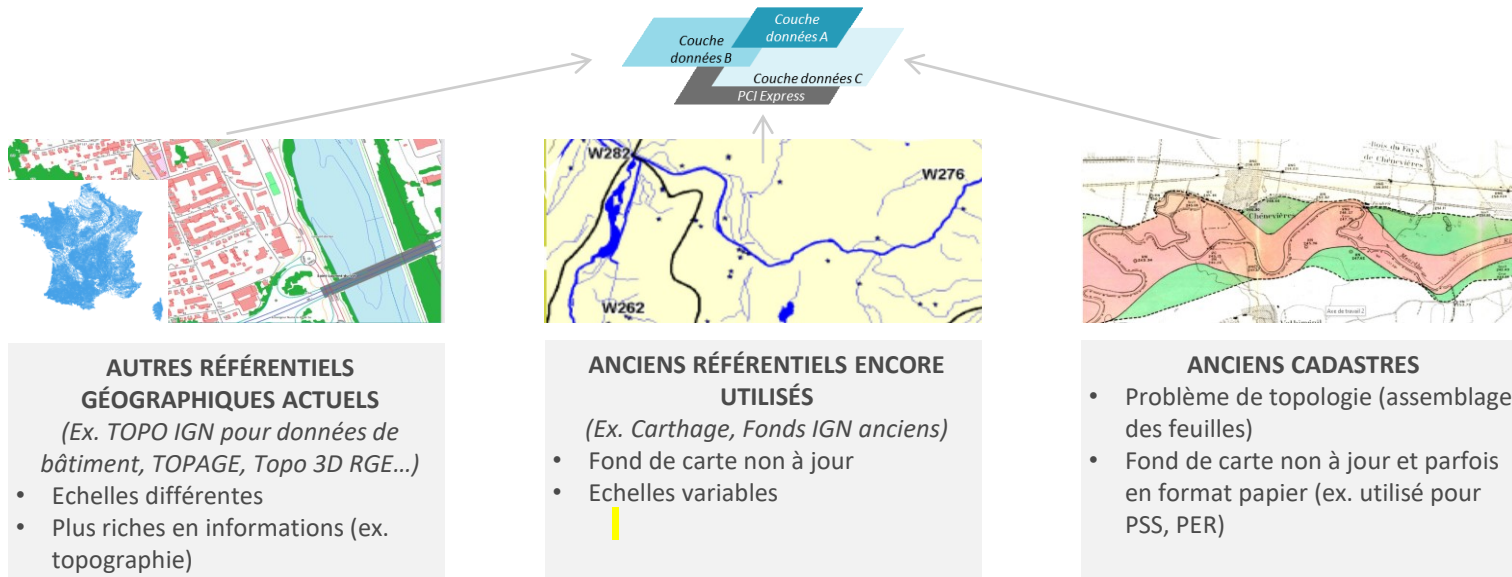 Couche
données A
Couche
données B
Couche données C
PCI Express
W282
W276
W262
Chénevières
AUTRES RÉFÉRENTIELS
GÉOGRAPHIQUES ACTUELS
(Ex. TOPO IGN pour données de
bâtiment, TOPAGE, Topo 3D RGE…)
• Echelles différentes
• Plus riches en informations (ex.
topographie)
ANCIENS RÉFÉRENTIELS ENCORE
UTILISÉS
(Ex. Carthage, Fonds IGN anciens)
• Fond de carte non à jour
• Echelles variables
ANCIENS CADASTRES
• Problème de topologie (assemblage
des feuilles)
• Fond de carte non à jour et parfois
en format papier (ex. utilisé pour
PSS, PER)